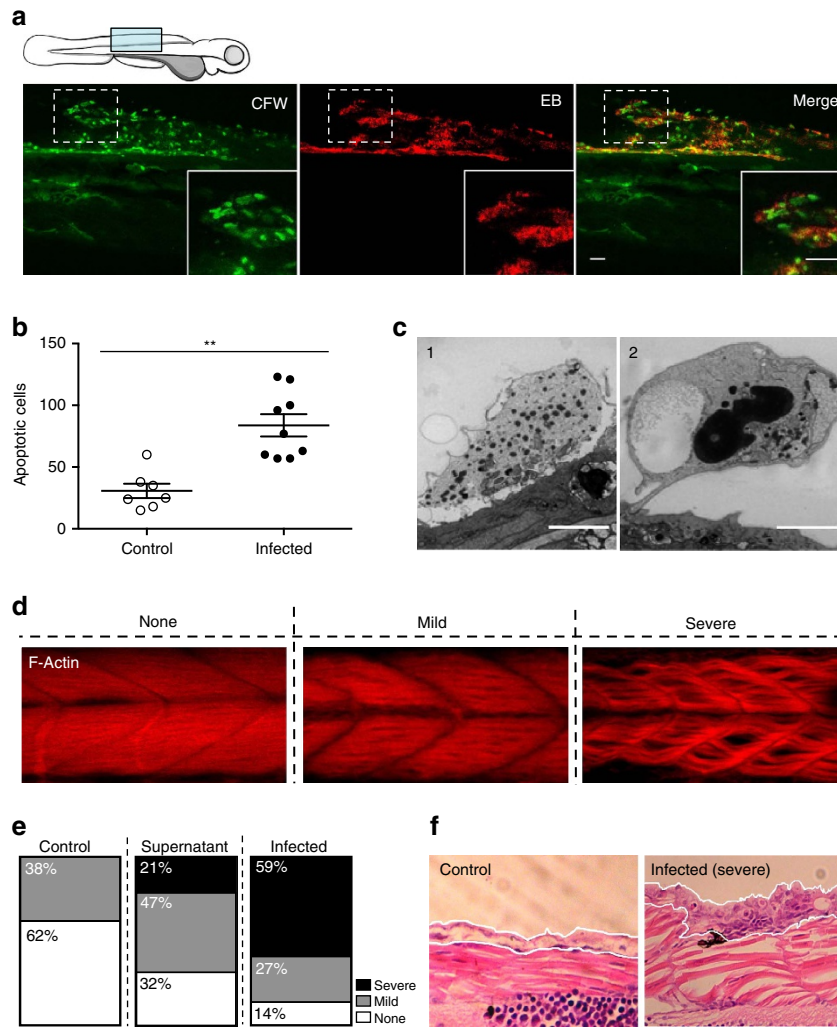 a
CFW
EB
Merge
b
**
150
100
50
0
Apoptotic cells
Control
Infected
c
1
2
d
None
Mild
Severe
F-Actin
e
Control
Supernatant
Infected
38%
62%
21%
47%
32%
59%
27%
14%
Severe
Mild
None
f
Control
Infected (severe)